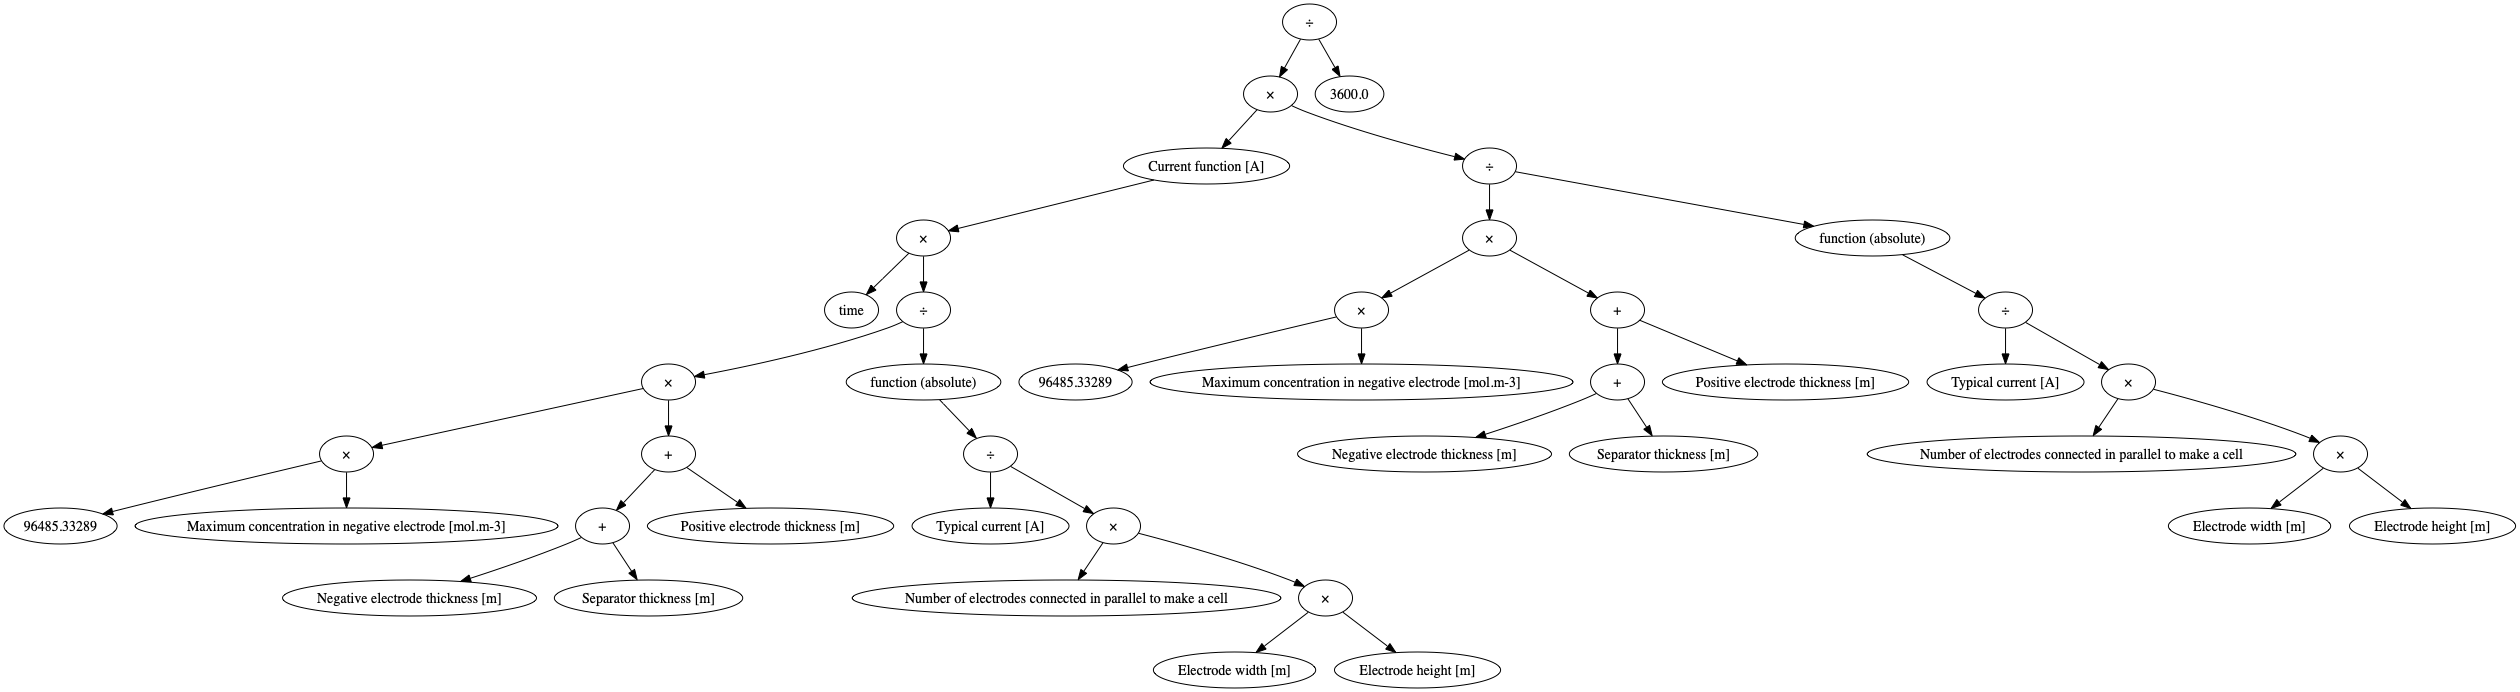 ÷
×
3600.0
Current function [A]
÷
×
×
function (absolute)
time
÷
×
+
÷
×
function (absolute)
96485.33289
Maximum concentration in negative electrode [mol.m-3]
+
Positive electrode thickness [m]
Typical current [A]
×
×
+
÷
Negative electrode thickness [m]
Separator thickness [m]
Number of electrodes connected in parallel to make a cell
×
96485.33289
Maximum concentration in negative electrode [mol.m-3]
+
Positive electrode thickness [m]
Typical current [A]
×
Electrode width [m]
Electrode height [m]
Negative electrode thickness [m]
Separator thickness [m]
Number of electrodes connected in parallel to make a cell
×
Electrode width [m]
Electrode height [m]